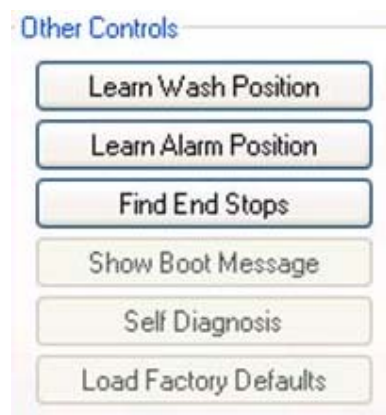 Other Controls
Learn Wash Position
Learn Alarm Position
Find End Stops
Show Boot Message
Self Diagnosis
Load Factory Defaults